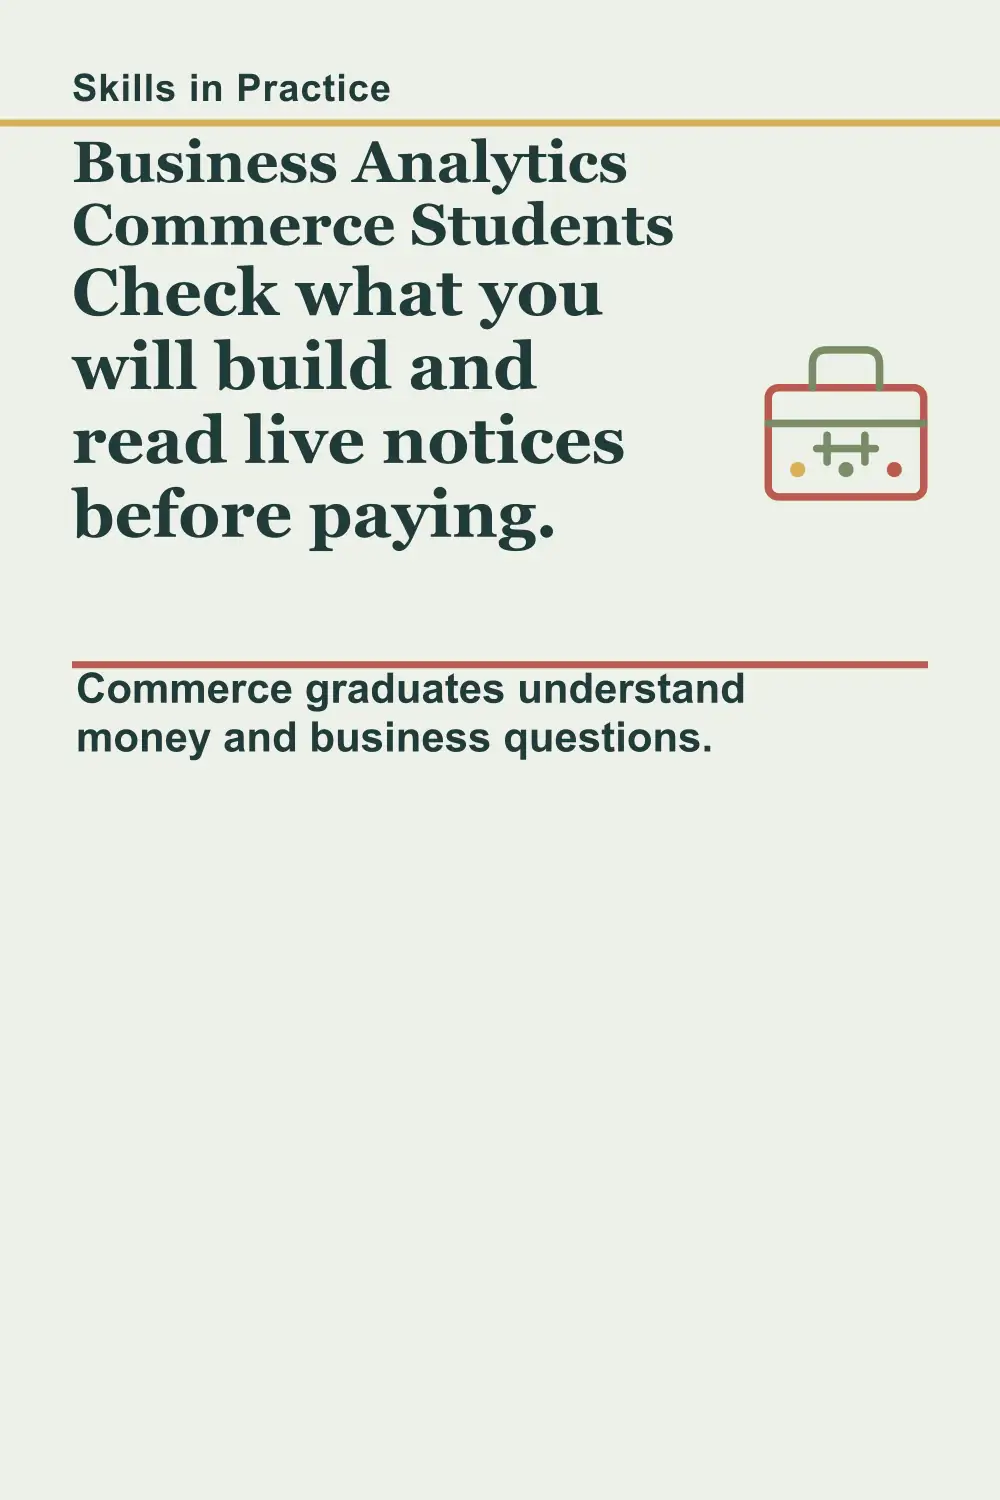 Skills in Practice
Business Analytics
Commerce Students
Check what you
will build and
read live notices
before paying.
Commerce graduates understand
money and business questions.